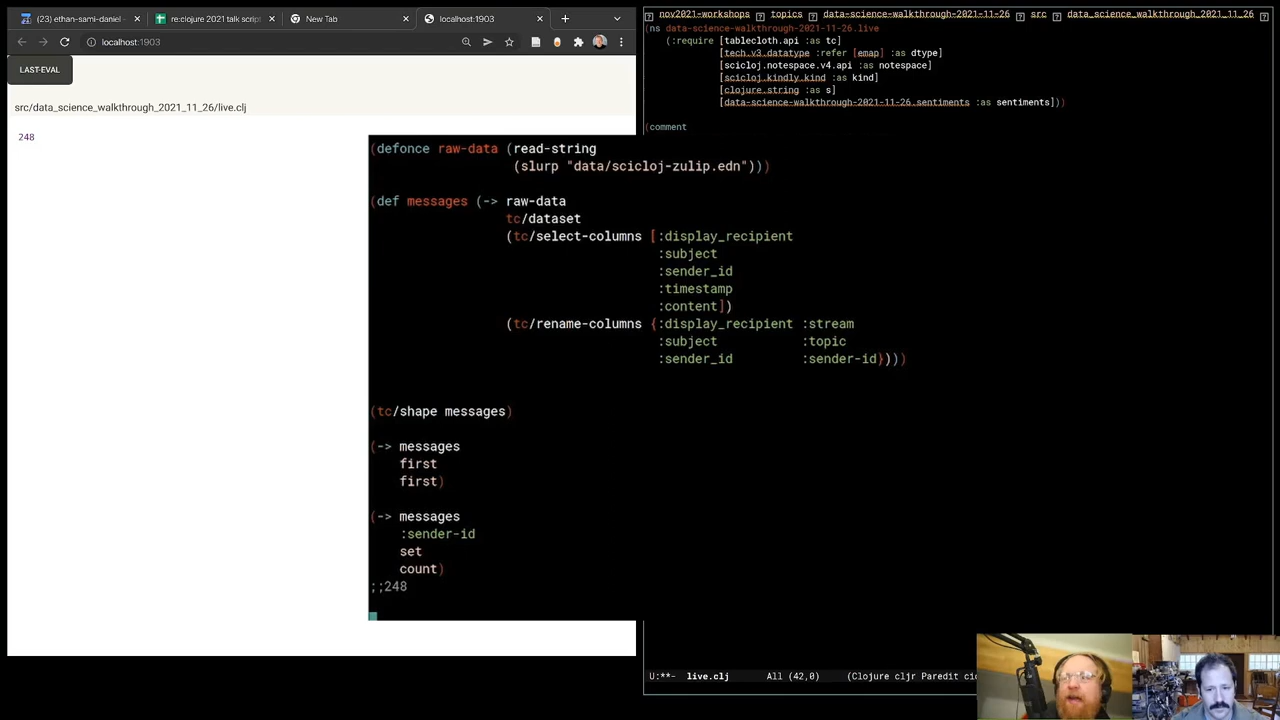 (23) ethan-sami-daniel -
re:clojure 2021 talk script
New Tab
localhost:1903
localhost:1903
LAST-EVAL
src/data_science_walkthrough_2021_11_26/live.clj
248
nov2021-workshops topics data-science-walkthrough-2021-11-26 src data_science_walkthrough_2021_11_26
(ns data-science-walkthrough-2021-11-26.live
(:require [tablecloth.api :as tc]
[tech.v3.datatype :refer [emap] :as dtype]
[scicloj.notespace.v4.api :as notespace]
[scicloj.kindly.kind :as kind]
[clojure.string :as s]
[data-science-walkthrough-2021-11-26.sentiments :as sentiments]))
(comment
(defonce raw-data (read-string
(slurp "data/scicloj-zulip.edn")))
(def messages (-> raw-data
tc/dataset
(tc/select-columns [:display_recipient
:subject
:sender_id
:timestamp
:content])
(tc/rename-columns {:display_recipient :stream
:subject :topic
:sender_id :sender-id})))
(tc/shape messages)
(-> messages
first
first)
(-> messages
:sender-id
set
count)
;;248
U:**- live.clj All (42,0) (Clojure cljr Paredit cid